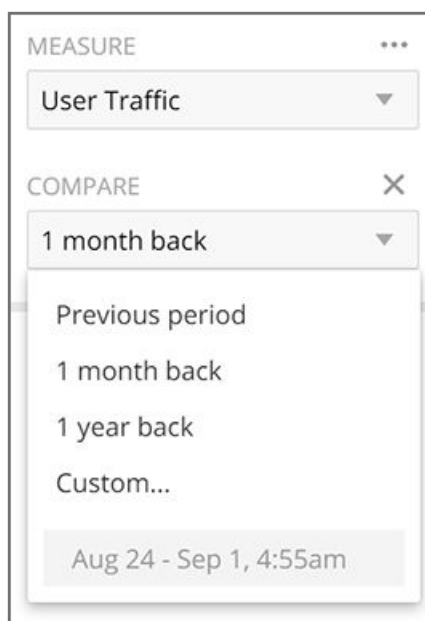 MEASURE
User Traffic
COMPARE
1 month back
Previous period
1 month back
1 year back
Custom...
Aug 24 - Sep 1, 4:55am